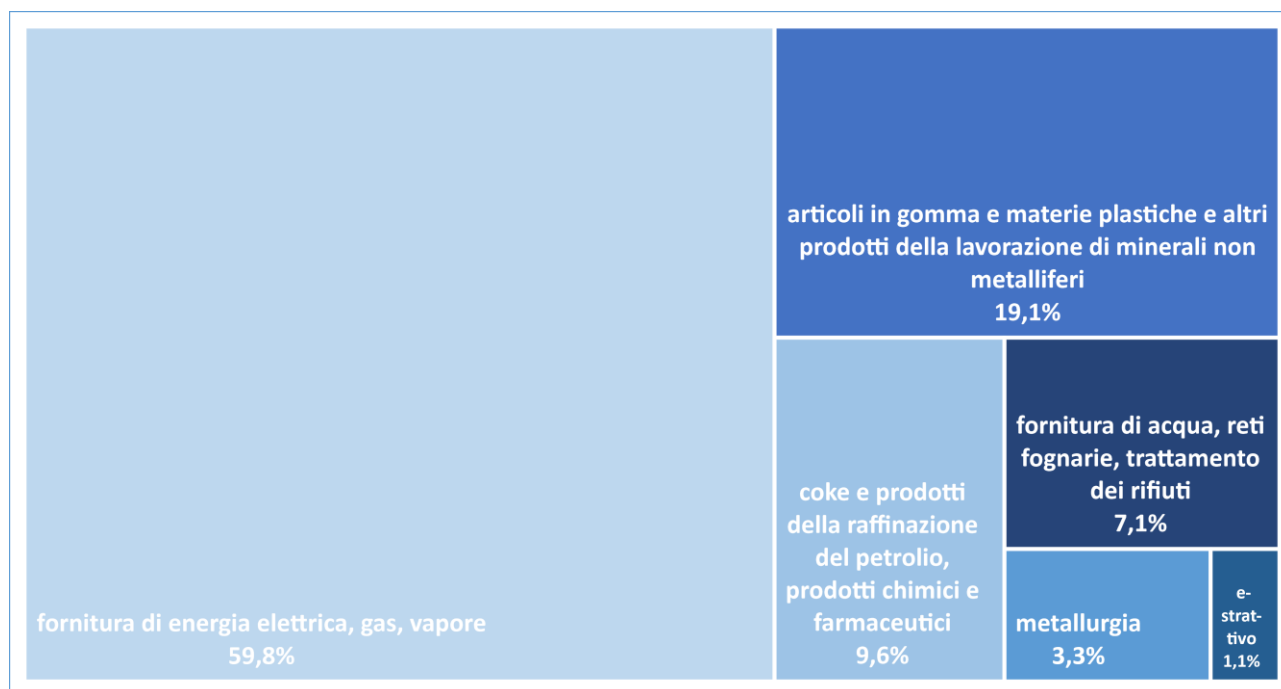 fornitura di energia elettrica, gas, vapore
59,8%
articoli in gomma e materie plastiche e altri
prodotti della lavorazione di minerali non
metalliferi
19,1%
coke e prodotti
della raffinazione
del petrolio,
prodotti chimici e
farmaceutici
9,6%
fornitura di acqua, reti
fognarie, trattamento
dei rifiuti
7,1%
metallurgia
3,3%
e-
strat-
tivo
1,1%